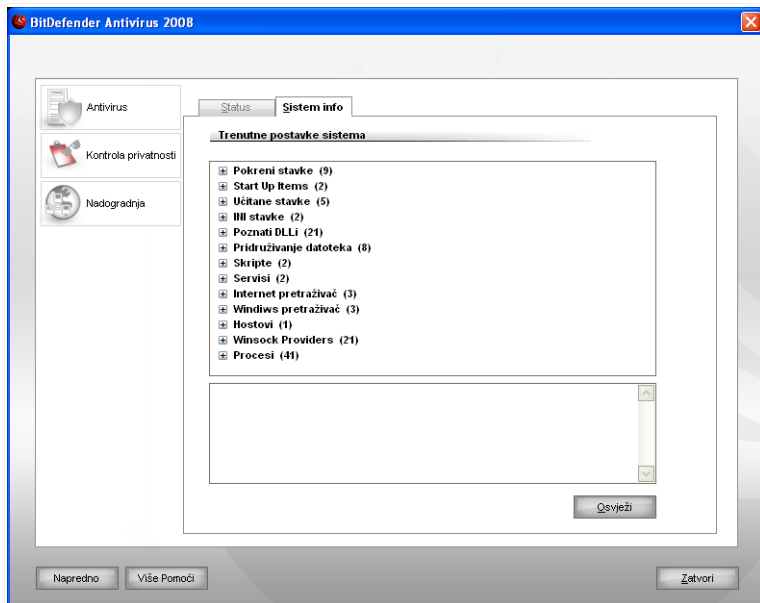 BitDefender Antivirus 2008
Antivirus
Kontrola privatnosti
Nadogradnja
Status
Sistem info
Trenutne postavke sistema
Pokreni stavke (9)
Start Up Items (2)
Učitane stavke (5)
INI stavke (2)
Poznati DLLi (21)
Pridruživanje datoteka (8)
Skripte (2)
Servisi (2)
Internet pretraživač (3)
Windiws pretraživač (3)
Hostovi (1)
Winsock Providers (21)
Procesi (41)
Osvježi
Napredno
Više Pomoći
Zatvori